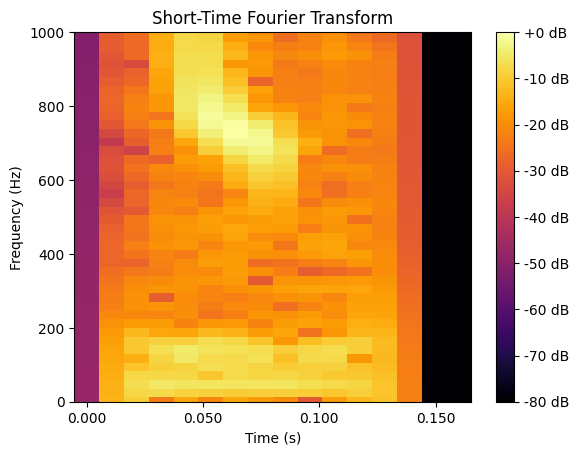 Short-Time Fourier Transform
1000
800
600
400
200
0
Frequency (Hz)
0.000
0.050
0.100
0.150
Time (s)
+0 dB
-10 dB
-20 dB
-30 dB
-40 dB
-50 dB
-60 dB
-70 dB
-80 dB